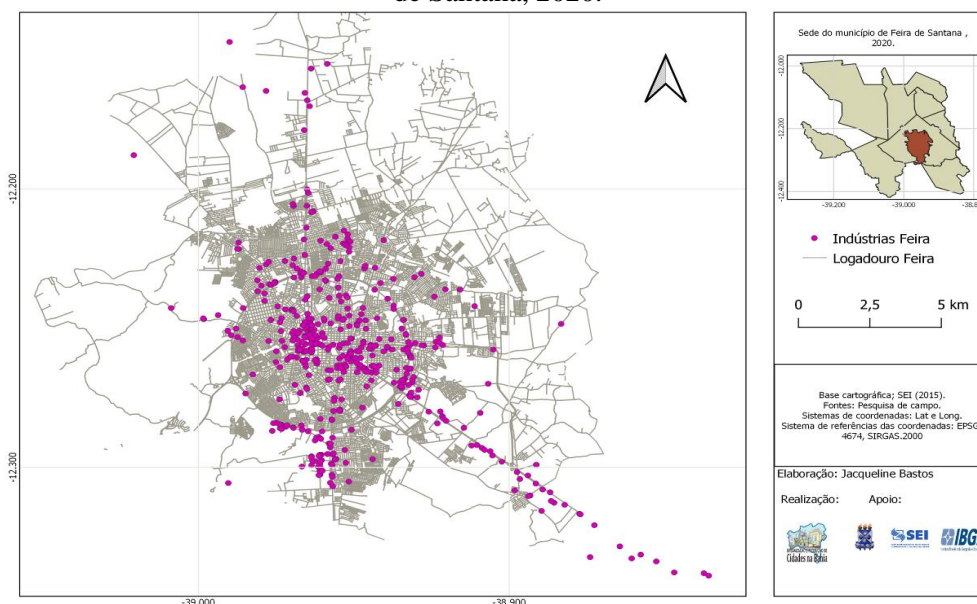 de Santana, 2020.
-12.200
-12.300
-39.000
-38.900
Sede do município de Feira de Santana ,
2020.
-12.000
-12.200
-12.400
-39.200
-39.000
-38.8
Indústrias Feira
Logadouro Feira
0 2,5 5 km
Base cartográfica; SEI (2015).
Fontes: Pesquisa de campo.
Sistemas de coordenadas: Lat e Long.
Sistema de referências das coordenadas: EPSG
4674, SIRGAS.2000
Elaboração: Jacqueline Bastos
Realização: Apoio:
Cidades na Bahia
SEI
IBG